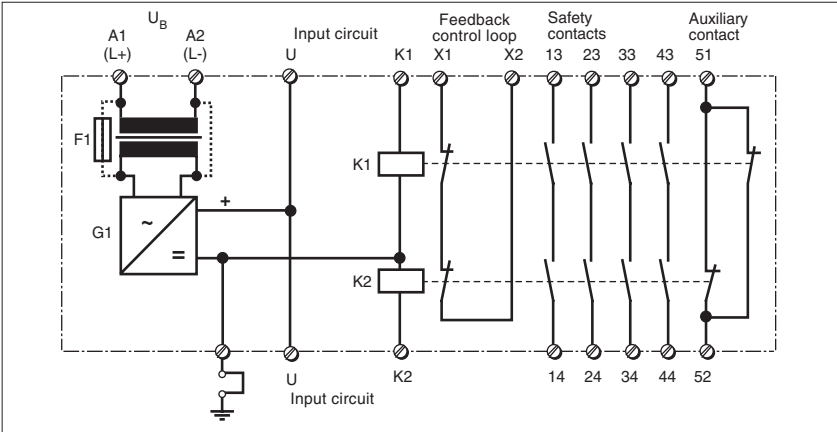 U_B
A1
(L+)
A2
(L-)
U
Input circuit
K1
Feedback
control loop
X1
X2
Safety
contacts
13
23
33
43
Auxiliary
contact
51
F1
G1
~
=
+
K1
K2
U
Input circuit
K2
14
24
34
44
52